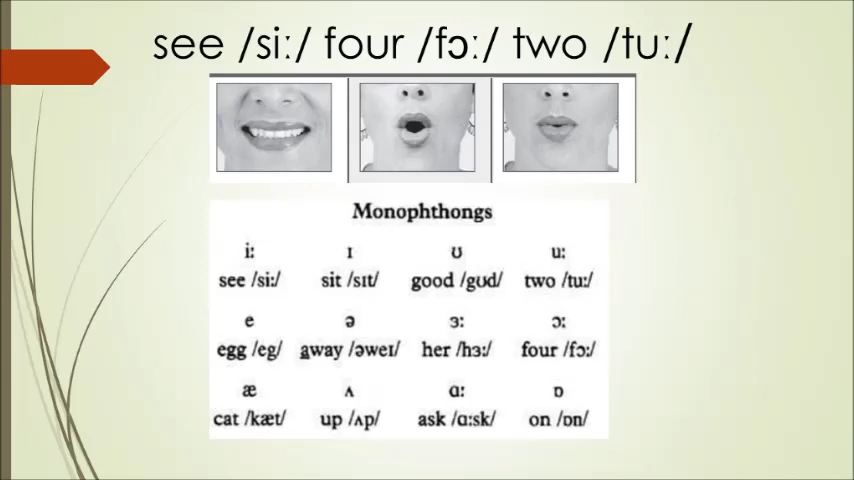 see /siː/ four /fɔː/ two /tuː/
Monophthongs
iː ɪ ʊ uː
see /siː/ sit /sɪt/ good /gʊd/ two /tuː/
e ə ɜː ɔː
egg /eg/ away /əweɪ/ her /hɜː/ four /fɔː/
æ ʌ ɑː ɒ
cat /kæt/ up /ʌp/ ask /ɑːsk/ on /ɒn/